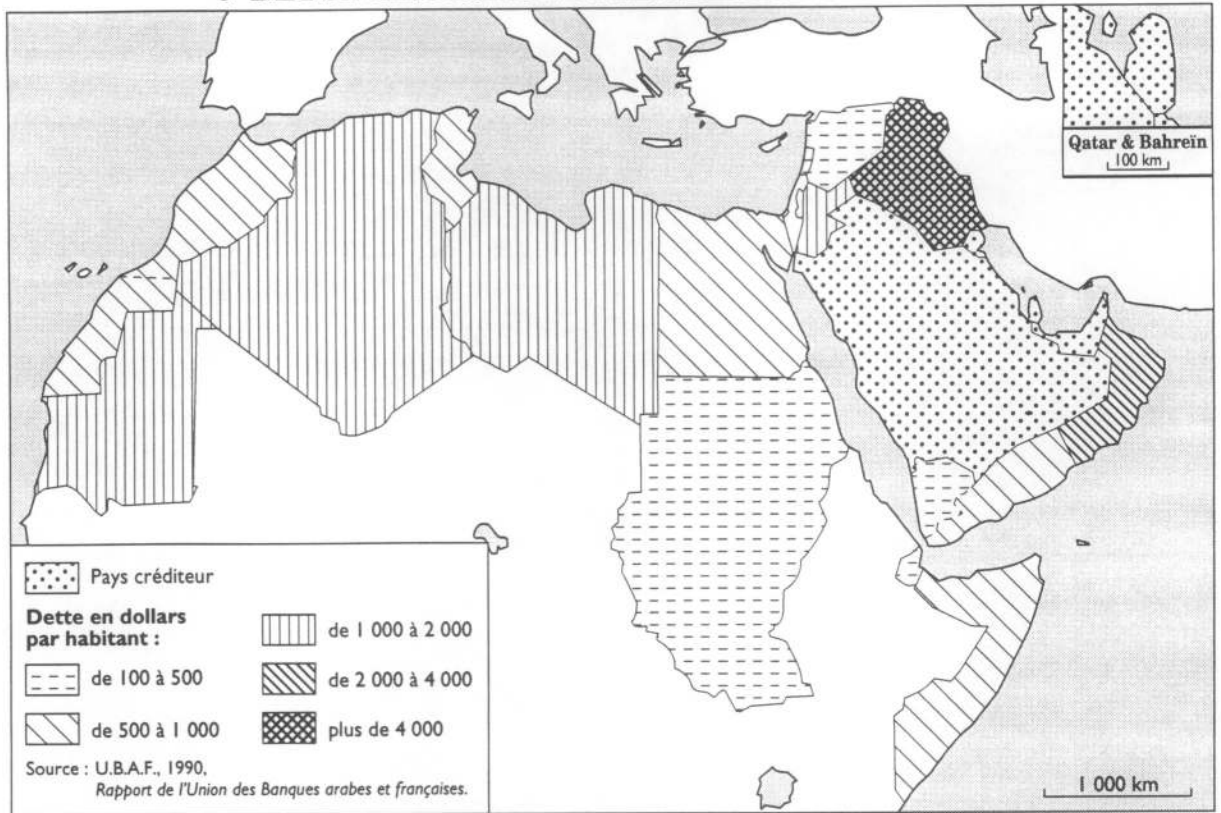 Qatar & Bahreïn
100 km
Pays créditeur
Dette en dollars
par habitant :
de 100 à 500
de 500 à 1 000
de 1 000 à 2 000
de 2 000 à 4 000
plus de 4 000
Source : U.B.A.F., 1990,
Rapport de l'Union des Banques arabes et françaises.
1 000 km